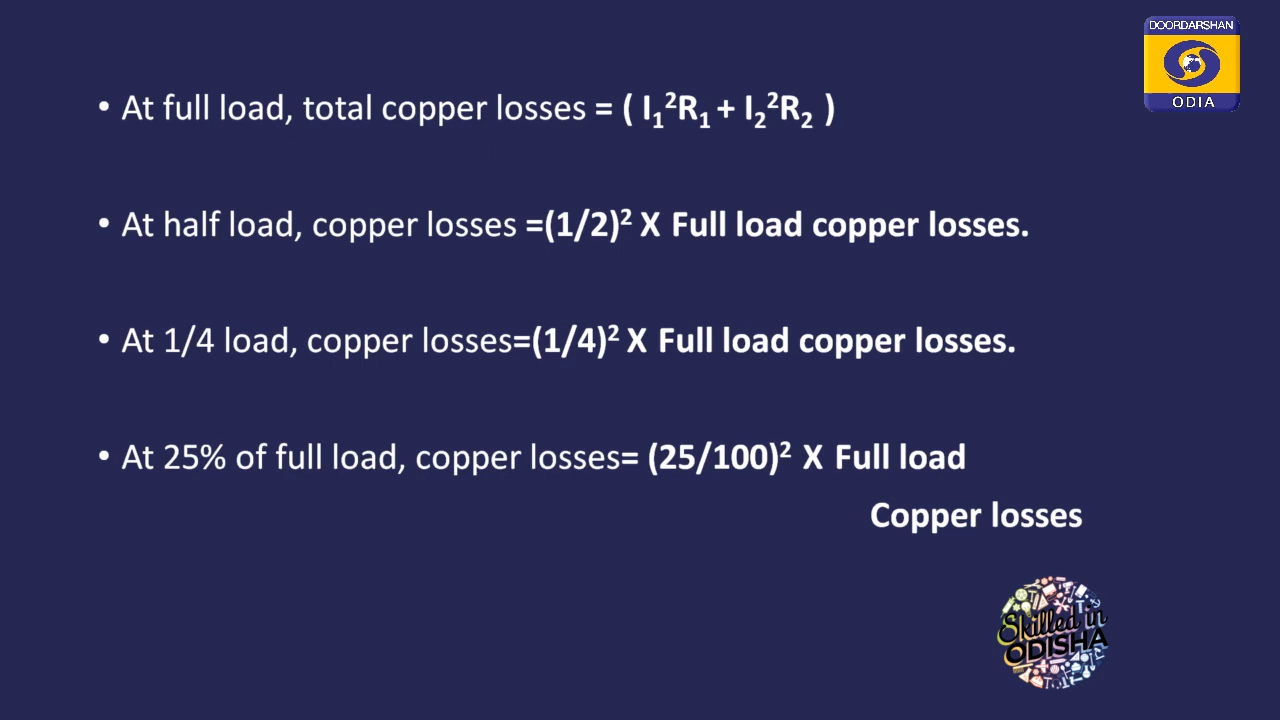 DOORDARSHAN
ODIA
• At full load, total copper losses = ( I₁²R₁ + I₂²R₂ )
• At half load, copper losses =(1/2)² X Full load copper losses.
• At 1/4 load, copper losses=(1/4)² X Full load copper losses.
• At 25% of full load, copper losses= (25/100)² X Full load
Copper losses
Skilled in
ODISHA